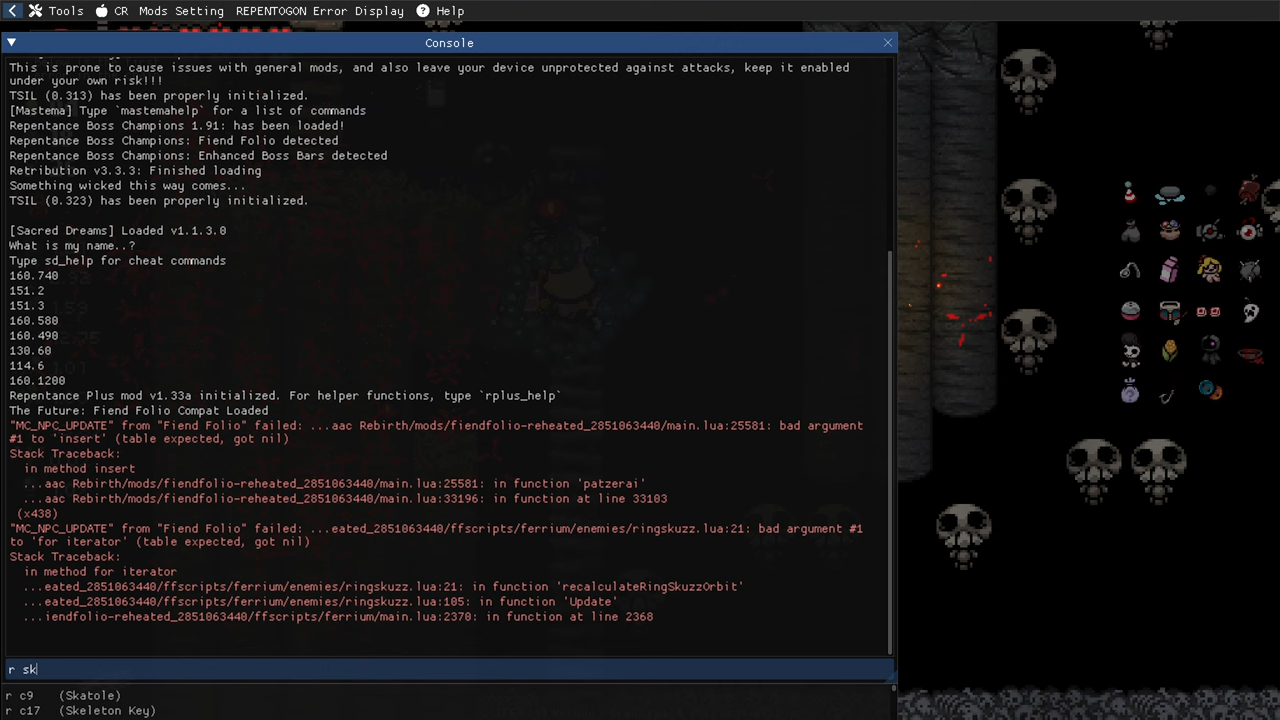 Tools CR Mods Setting REPENTOGON Error Display Help
Console
This is prone to cause issues with general mods, and also leave your device unprotected against attacks, keep it enabled
under your own risk!!!
TSIL (0.313) has been properly initialized.
[Mastema] Type `mastemahelp` for a list of commands
Repentance Boss Champions 1.91: has been loaded!
Repentance Boss Champions: Fiend Folio detected
Repentance Boss Champions: Enhanced Boss Bars detected
Retribution v3.3.3: Finished loading
Something wicked this way comes...
TSIL (0.323) has been properly initialized.
[Sacred Dreams] Loaded v1.1.3.0
What is my name..?
Type sd_help for cheat commands
160.740
151.2
151.3
160.580
160.490
130.60
114.6
160.1200
Repentance Plus mod v1.33a initialized. For helper functions, type `rplus_help`
The Future: Fiend Folio Compat Loaded
"MC_NPC_UPDATE" from "Fiend Folio" failed: ...aac Rebirth/mods/fiendfolio-reheated_2851063440/main.lua:25581: bad argument
#1 to 'insert' (table expected, got nil)
Stack Traceback:
in method insert
...aac Rebirth/mods/fiendfolio-reheated_2851063440/main.lua:25581: in function 'patzerai'
...aac Rebirth/mods/fiendfolio-reheated_2851063440/main.lua:33196: in function at line 33103
(x438)
"MC_NPC_UPDATE" from "Fiend Folio" failed: ...eated_2851063440/ffscripts/ferrium/enemies/ringskuzz.lua:21: bad argument #1
to 'for iterator' (table expected, got nil)
Stack Traceback:
in method for iterator
...eated_2851063440/ffscripts/ferrium/enemies/ringskuzz.lua:21: in function 'recalculateRingSkuzzOrbit'
...eated_2851063440/ffscripts/ferrium/enemies/ringskuzz.lua:105: in function 'Update'
...iendfolio-reheated_2851063440/ffscripts/ferrium/main.lua:2370: in function at line 2368
r sk
r c9 (Skatole)
r c17 (Skeleton Key)